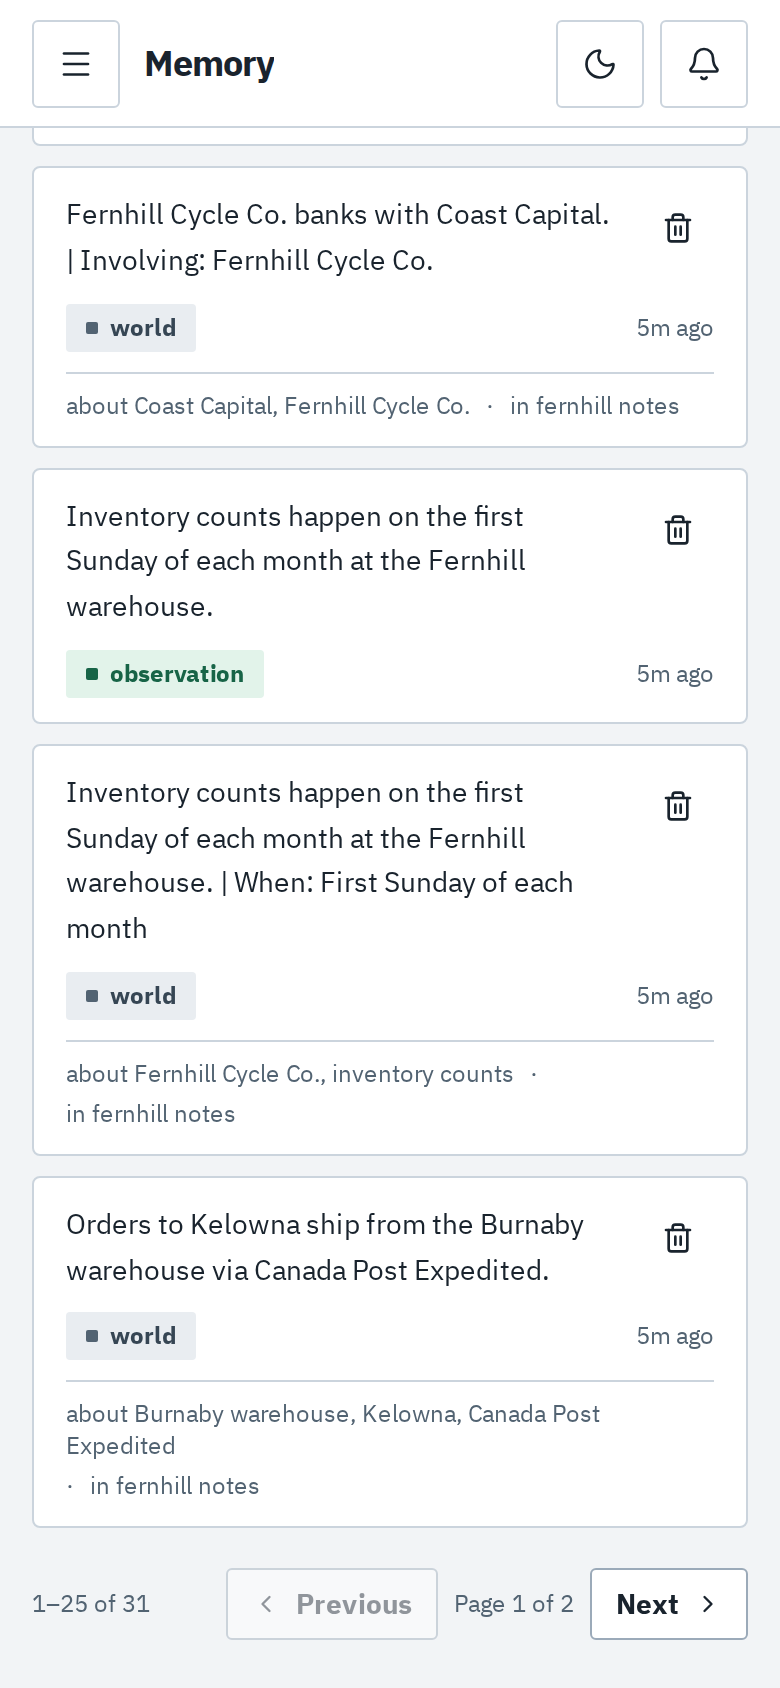 Memory
Fernhill Cycle Co. banks with Coast Capital.
| Involving: Fernhill Cycle Co.
world
5m ago
about Coast Capital, Fernhill Cycle Co. · in fernhill notes
Inventory counts happen on the first
Sunday of each month at the Fernhill
warehouse.
observation
5m ago
Inventory counts happen on the first
Sunday of each month at the Fernhill
warehouse. | When: First Sunday of each
month
world
5m ago
about Fernhill Cycle Co., inventory counts ·
in fernhill notes
Orders to Kelowna ship from the Burnaby
warehouse via Canada Post Expedited.
world
5m ago
about Burnaby warehouse, Kelowna, Canada Post
Expedited
· in fernhill notes
1–25 of 31
Previous
Page 1 of 2
Next